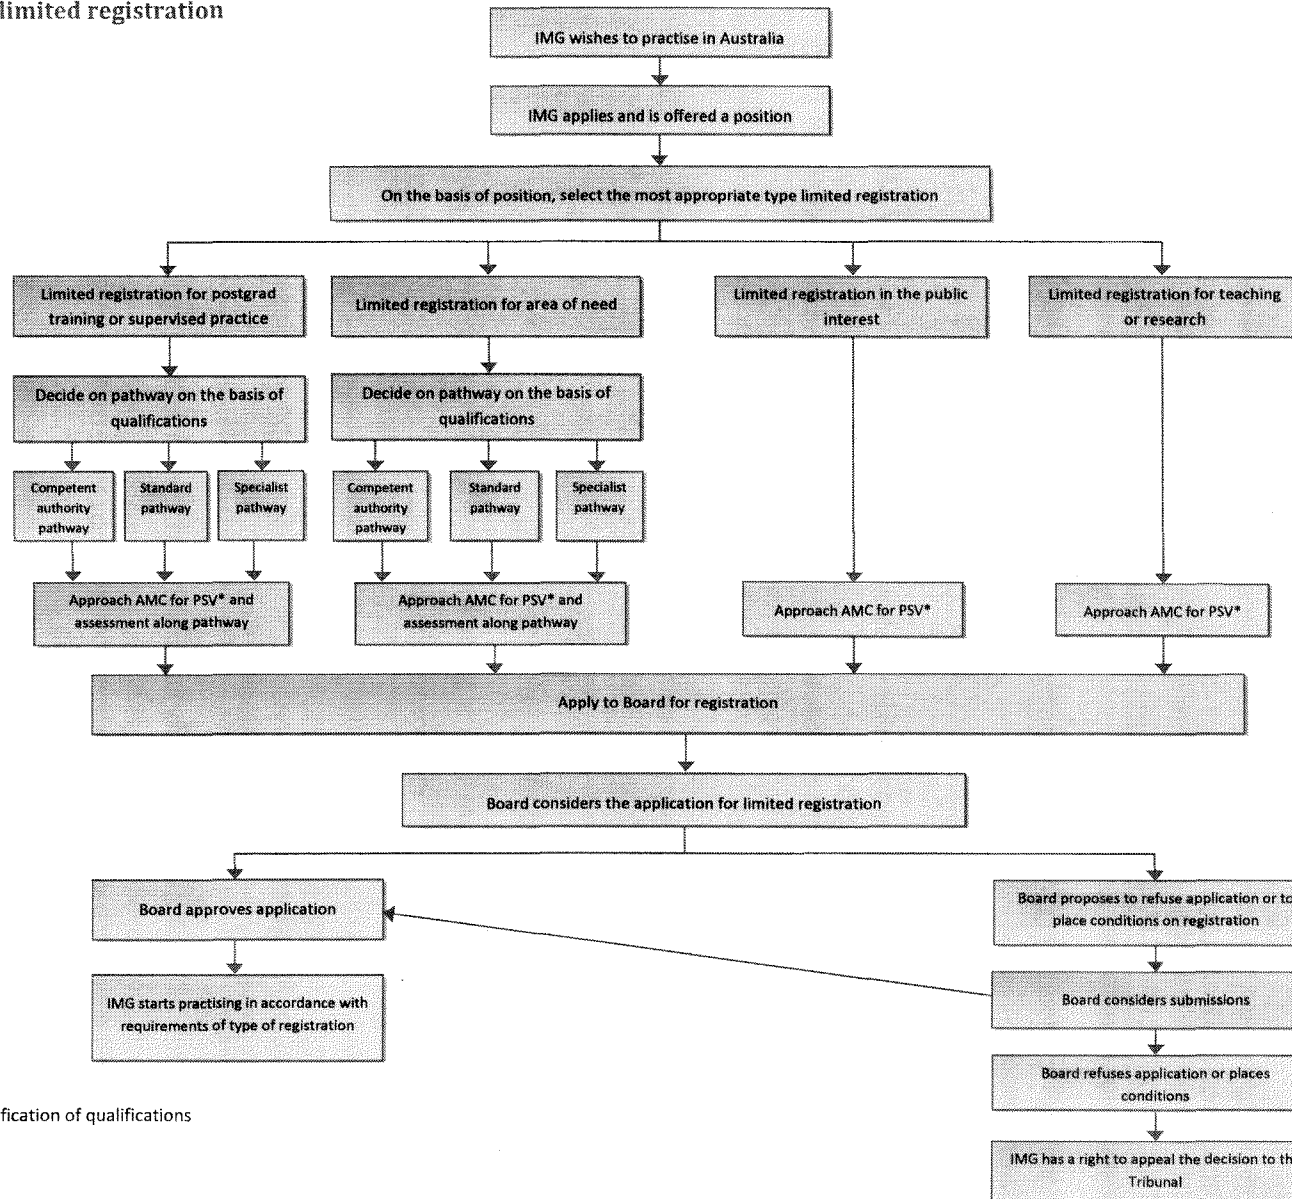 limited registration
IMG wishes to practise in Australia
IMG applies and is offered a position
On the basis of position, select the most appropriate type limited registration
Limited registration for postgrad
training or supervised practice
Limited registration for area of need
Limited registration in the public
interest
Limited registration for teaching
or research
Decide on pathway on the basis of
qualifications
Decide on pathway on the basis of
qualifications
Competent
authority
pathway
Standard
pathway
Specialist
pathway
Competent
authority
pathway
Standard
pathway
Specialist
pathway
Approach AMC for PSV* and
assessment along pathway
Approach AMC for PSV* and
assessment along pathway
Approach AMC for PSV*
Approach AMC for PSV*
Apply to Board for registration
Board considers the application for limited registration
Board approves application
Board proposes to refuse application or to
place conditions on registration
IMG starts practising in accordance with
requirements of type of registration
Board considers submissions
Board refuses application or places
conditions
fication of qualifications
IMG has a right to appeal the decision to th
Tribunal